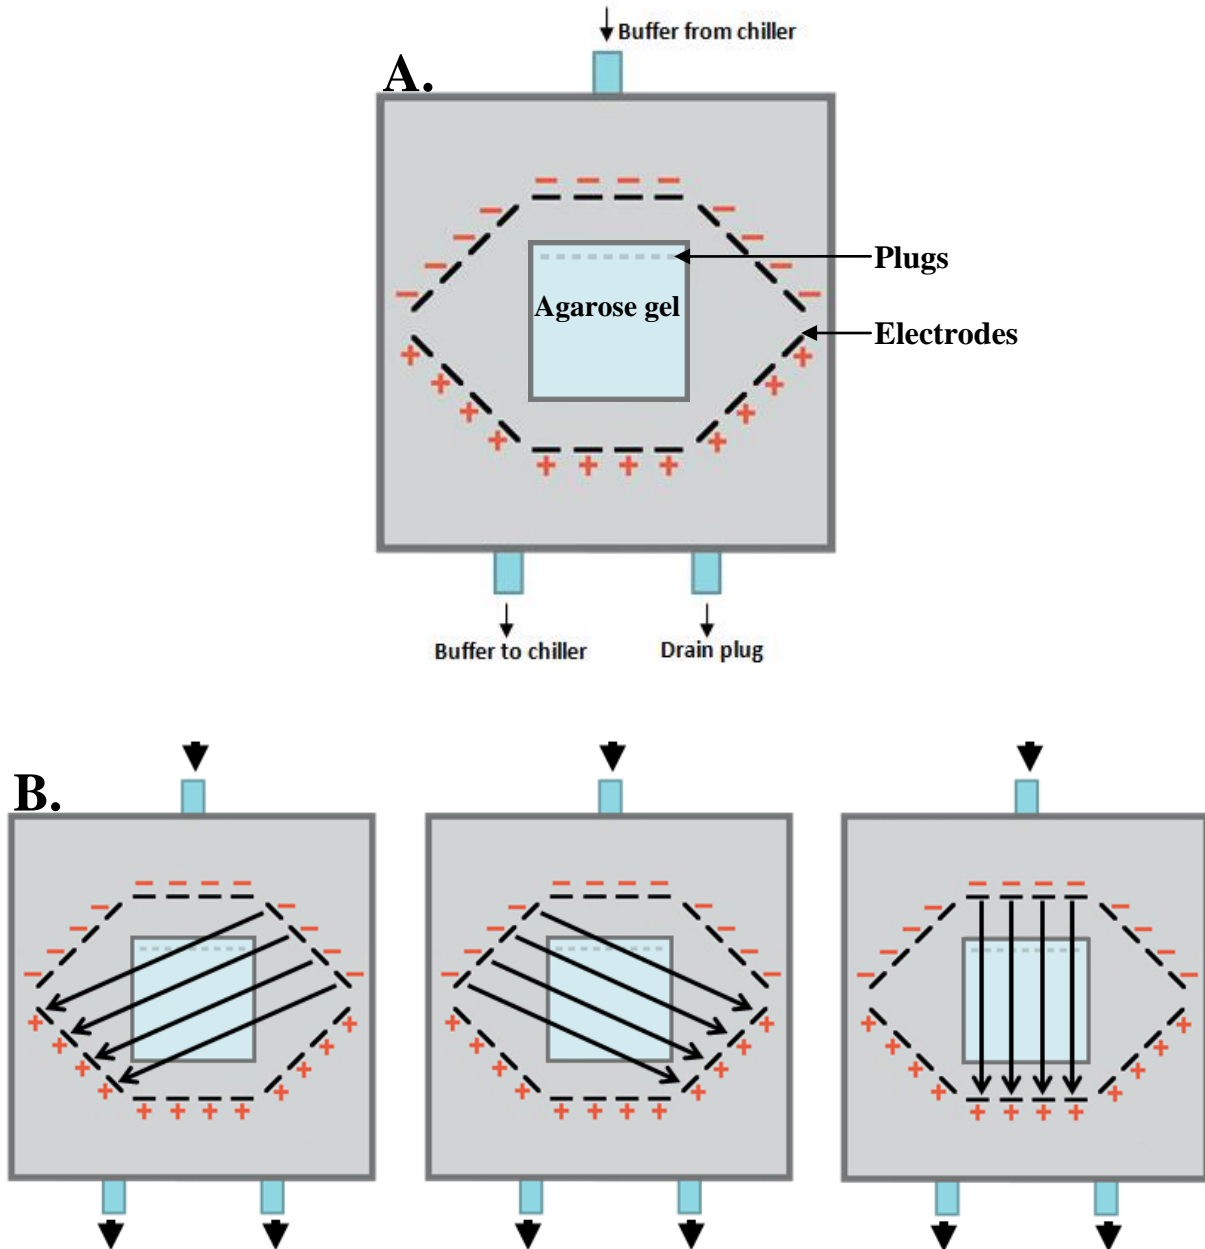 Buffer from chiller
A.
Plugs
Agarose gel
Electrodes
Buffer to chiller
Drain plug
B.